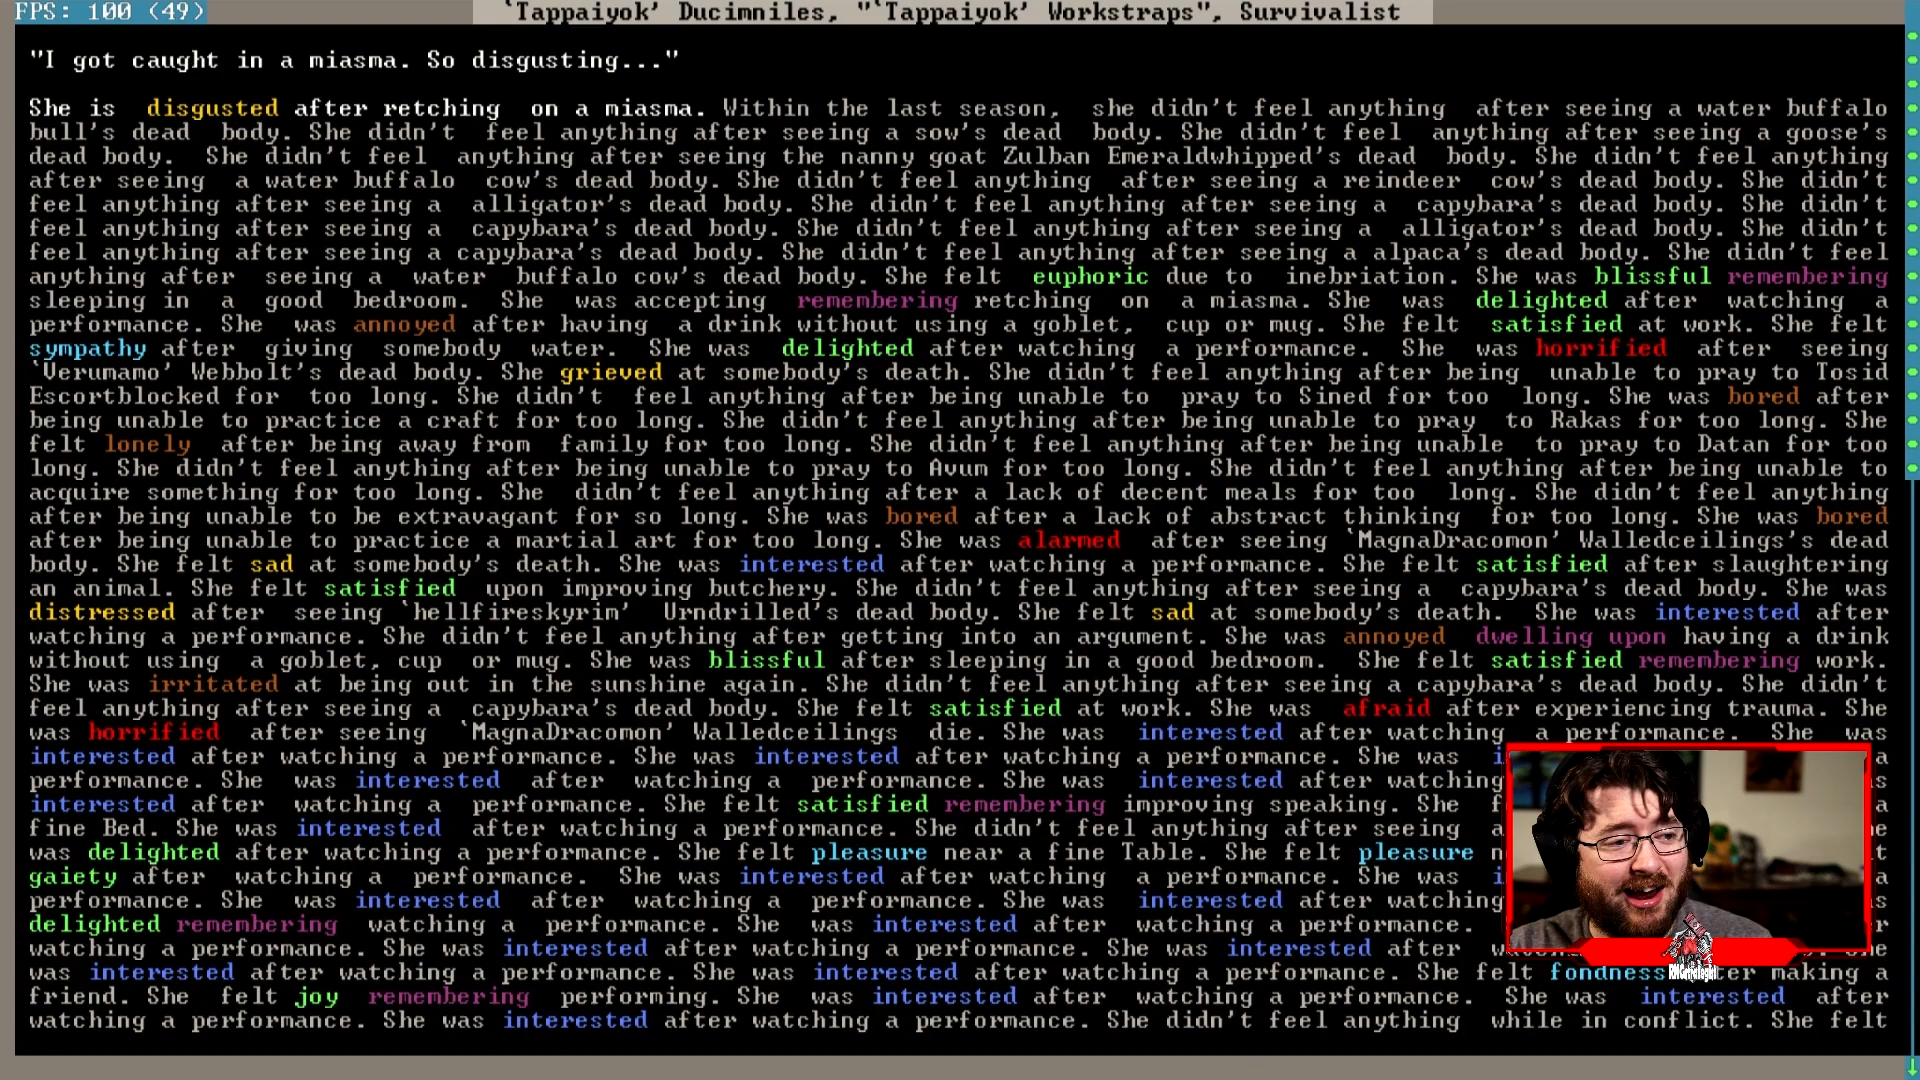 FPS: 100 (49)
`Tappaiyok' Ducimniles, "`Tappaiyok' Workstraps", Survivalist
"I got caught in a miasma. So disgusting..."
She is disgusted after retching on a miasma. Within the last season, she didn't feel anything after seeing a water buffalo
bull's dead body. She didn't feel anything after seeing a sow's dead body. She didn't feel anything after seeing a goose's
dead body. She didn't feel anything after seeing the nanny goat Zulban Emeraldwhipped's dead body. She didn't feel anything
after seeing a water buffalo cow's dead body. She didn't feel anything after seeing a reindeer cow's dead body. She didn't
feel anything after seeing a alligator's dead body. She didn't feel anything after seeing a capybara's dead body. She didn't
feel anything after seeing a capybara's dead body. She didn't feel anything after seeing a alligator's dead body. She didn't
feel anything after seeing a capybara's dead body. She didn't feel anything after seeing a alpaca's dead body. She didn't feel
anything after seeing a water buffalo cow's dead body. She felt euphoric due to inebriation. She was blissful remembering
sleeping in a good bedroom. She was accepting remembering retching on a miasma. She was delighted after watching a
performance. She was annoyed after having a drink without using a goblet, cup or mug. She felt satisfied at work. She felt
sympathy after giving somebody water. She was delighted after watching a performance. She was horrified after seeing
`Verumamo' Webbolt's dead body. She grieved at somebody's death. She didn't feel anything after being unable to pray to Tosid
Escortblocked for too long. She didn't feel anything after being unable to pray to Sined for too long. She was bored after
being unable to practice a craft for too long. She didn't feel anything after being unable to pray to Rakas for too long. She
felt lonely after being away from family for too long. She didn't feel anything after being unable to pray to Datan for too
long. She didn't feel anything after being unable to pray to Avum for too long. She didn't feel anything after being unable to
acquire something for too long. She didn't feel anything after a lack of decent meals for too long. She didn't feel anything
after being unable to be extravagant for so long. She was bored after a lack of abstract thinking for too long. She was bored
after being unable to practice a martial art for too long. She was alarmed after seeing `MagnaDracomon' Walledceilings's dead
body. She felt sad at somebody's death. She was interested after watching a performance. She felt satisfied after slaughtering
an animal. She felt satisfied upon improving butchery. She didn't feel anything after seeing a capybara's dead body. She was
distressed after seeing `hellfireskyrim' Urndrilled's dead body. She felt sad at somebody's death. She was interested after
watching a performance. She didn't feel anything after getting into an argument. She was annoyed dwelling upon having a drink
without using a goblet, cup or mug. She was blissful after sleeping in a good bedroom. She felt satisfied remembering work.
She was irritated at being out in the sunshine again. She didn't feel anything after seeing a capybara's dead body. She didn't
feel anything after seeing a capybara's dead body. She felt satisfied at work. She was afraid after experiencing trauma. She
was horrified after seeing `MagnaDracomon' Walledceilings die. She was interested after watching a performance. She was
interested after watching a performance. She was interested after watching a performance. She was a
performance. She was interested after watching a performance. She was interested after watching
interested after watching a performance. She felt satisfied remembering improving speaking. She a
fine Bed. She was interested after watching a performance. She didn't feel anything after seeing
was delighted after watching a performance. She felt pleasure near a fine Table. She felt pleasure
gaiety after watching a performance. She was interested after watching a performance. She was a
performance. She was interested after watching a performance. She was interested after watching
delighted remembering watching a performance. She was interested after watching a performance.
watching a performance. She was interested after watching a performance. She was interested after
was interested after watching a performance. She was interested after watching a performance. She felt fondness making a
friend. She felt joy remembering performing. She was interested after watching a performance. She was interested after
watching a performance. She was interested after watching a performance. She didn't feel anything while in conflict. She felt